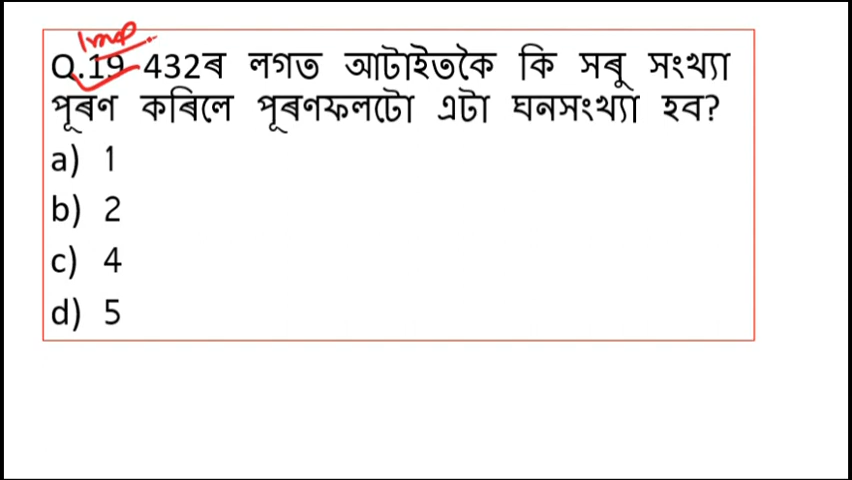 Imp
Q.19 432ৰ লগত আটাইতকৈ কি সৰু সংখ্যা
পূৰণ কৰিলে পূৰণফলটো এটা ঘনসংখ্যা হব?
a) 1
b) 2
c) 4
d) 5